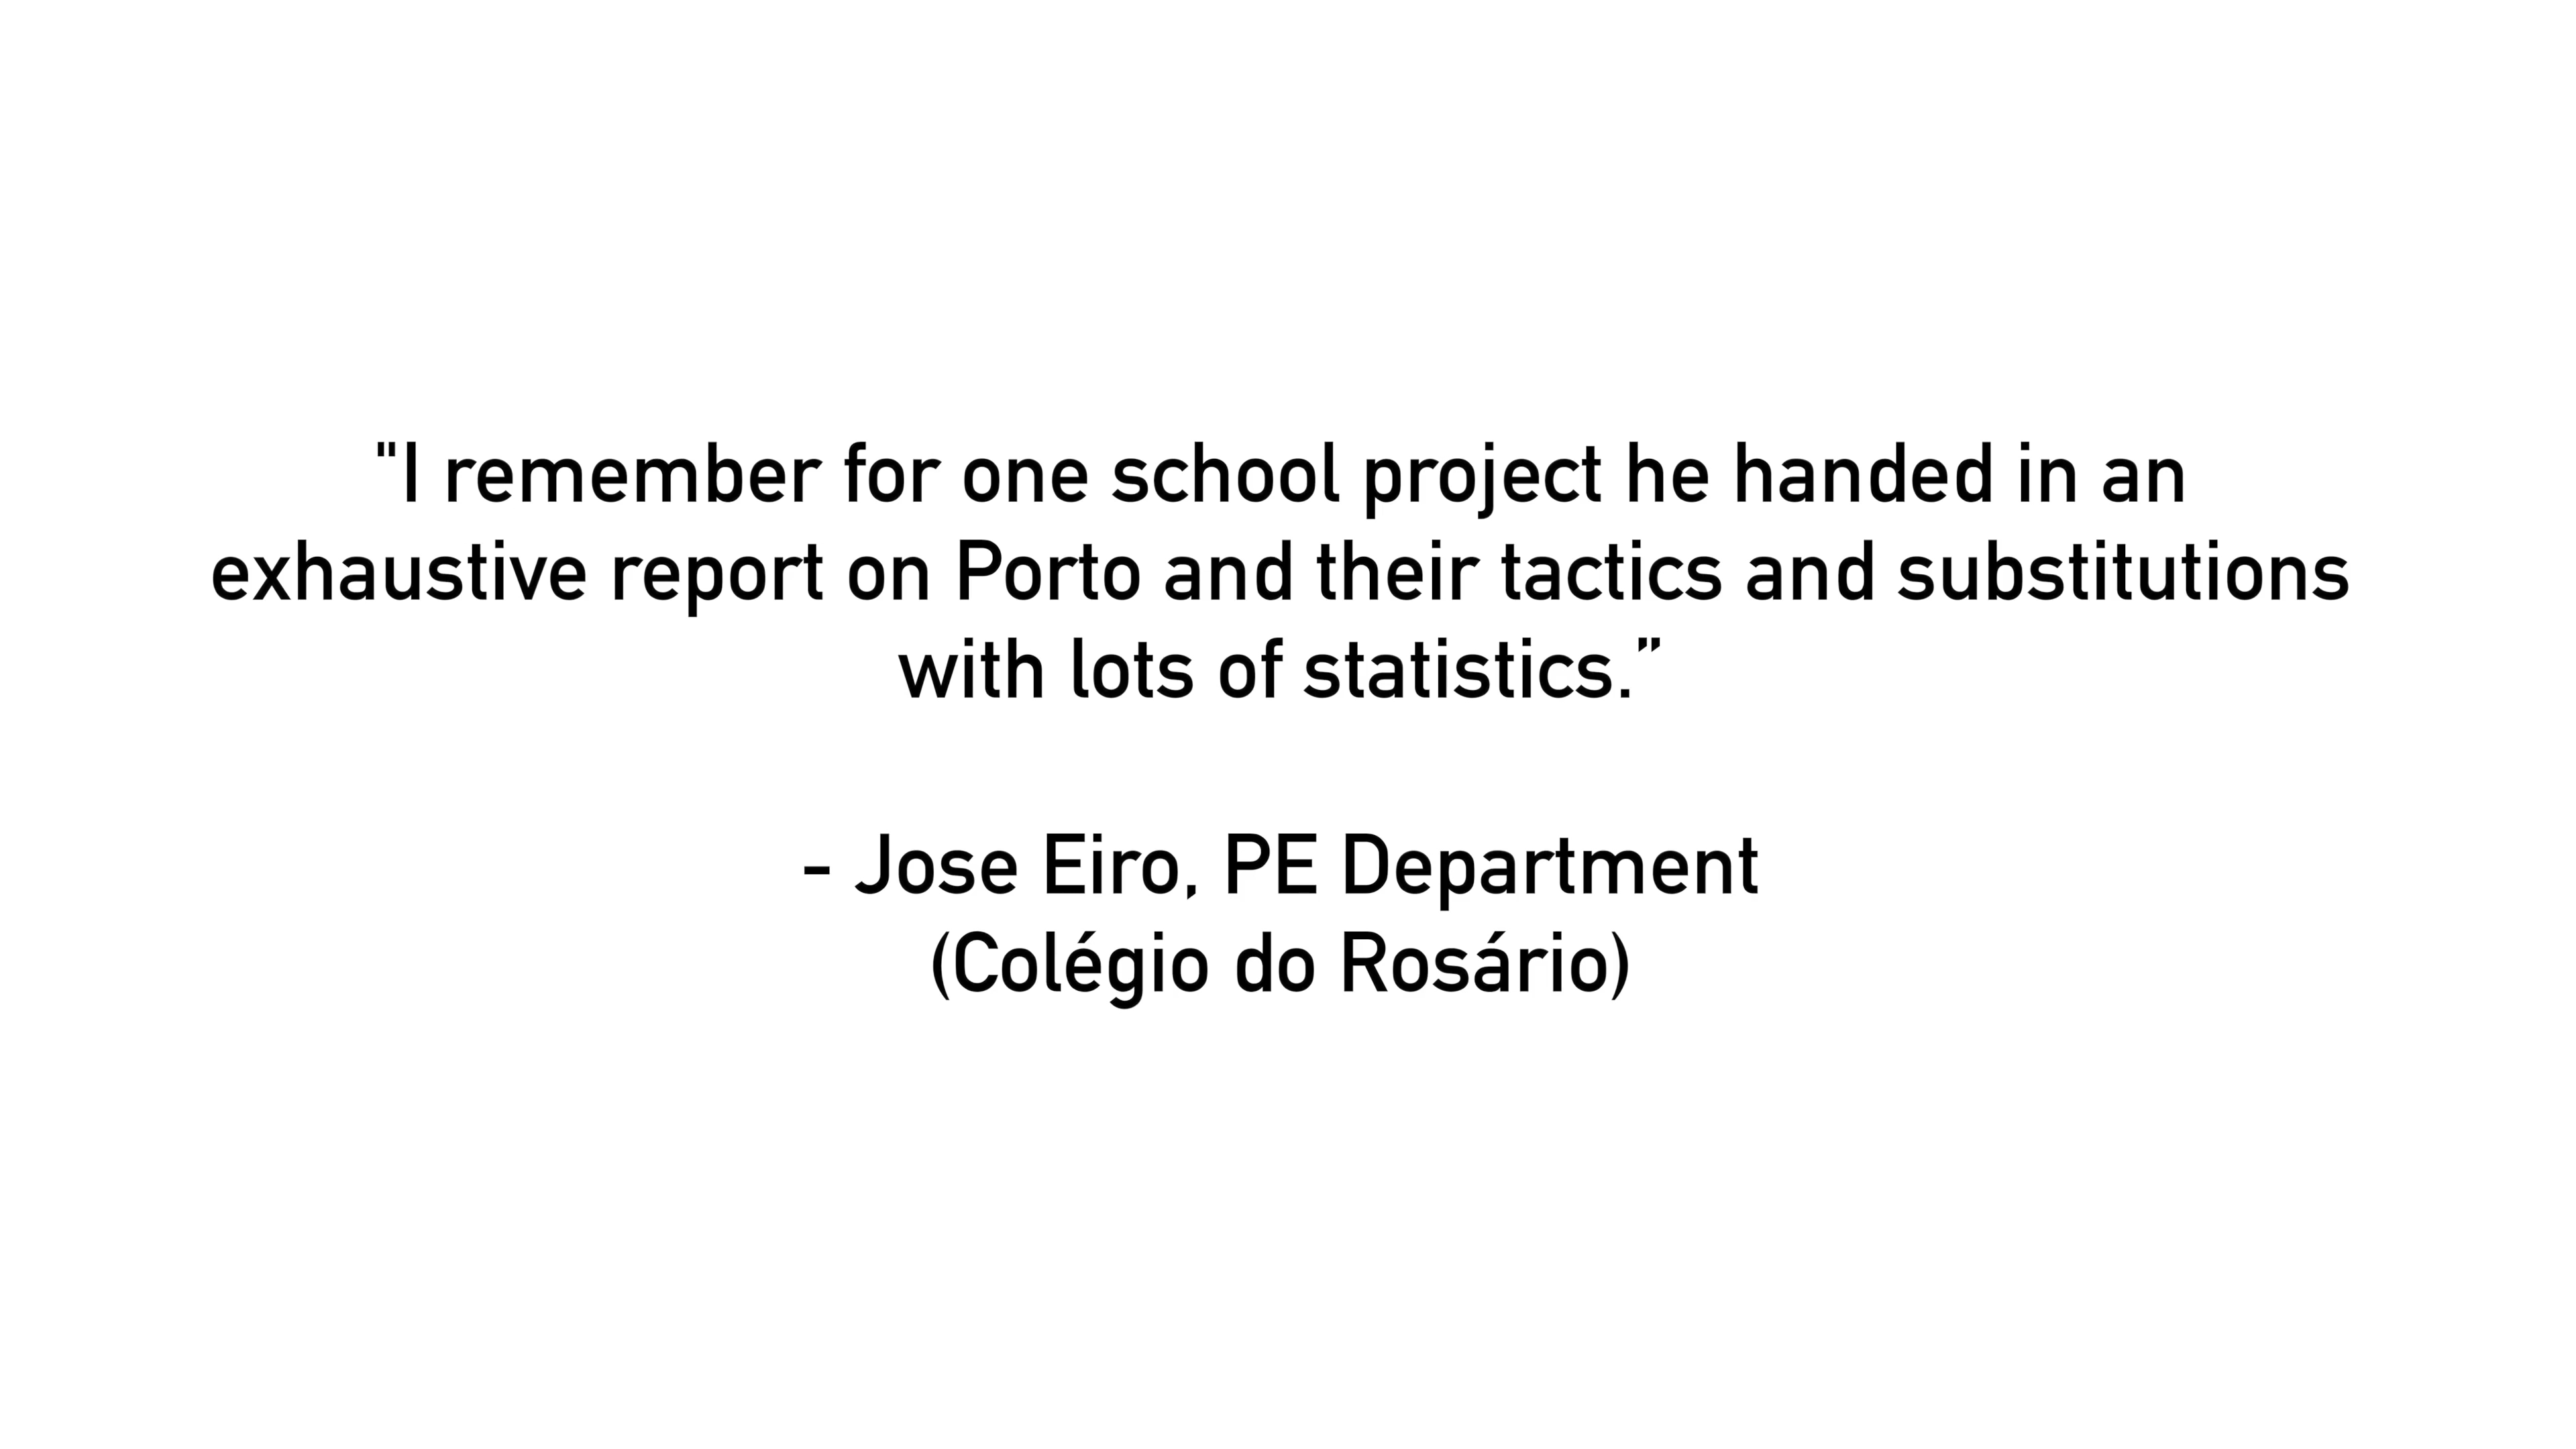 "I remember for one school project he handed in an
exhaustive report on Porto and their tactics and substitutions
with lots of statistics.”
- Jose Eiro, PE Department
(Colégio do Rosário)